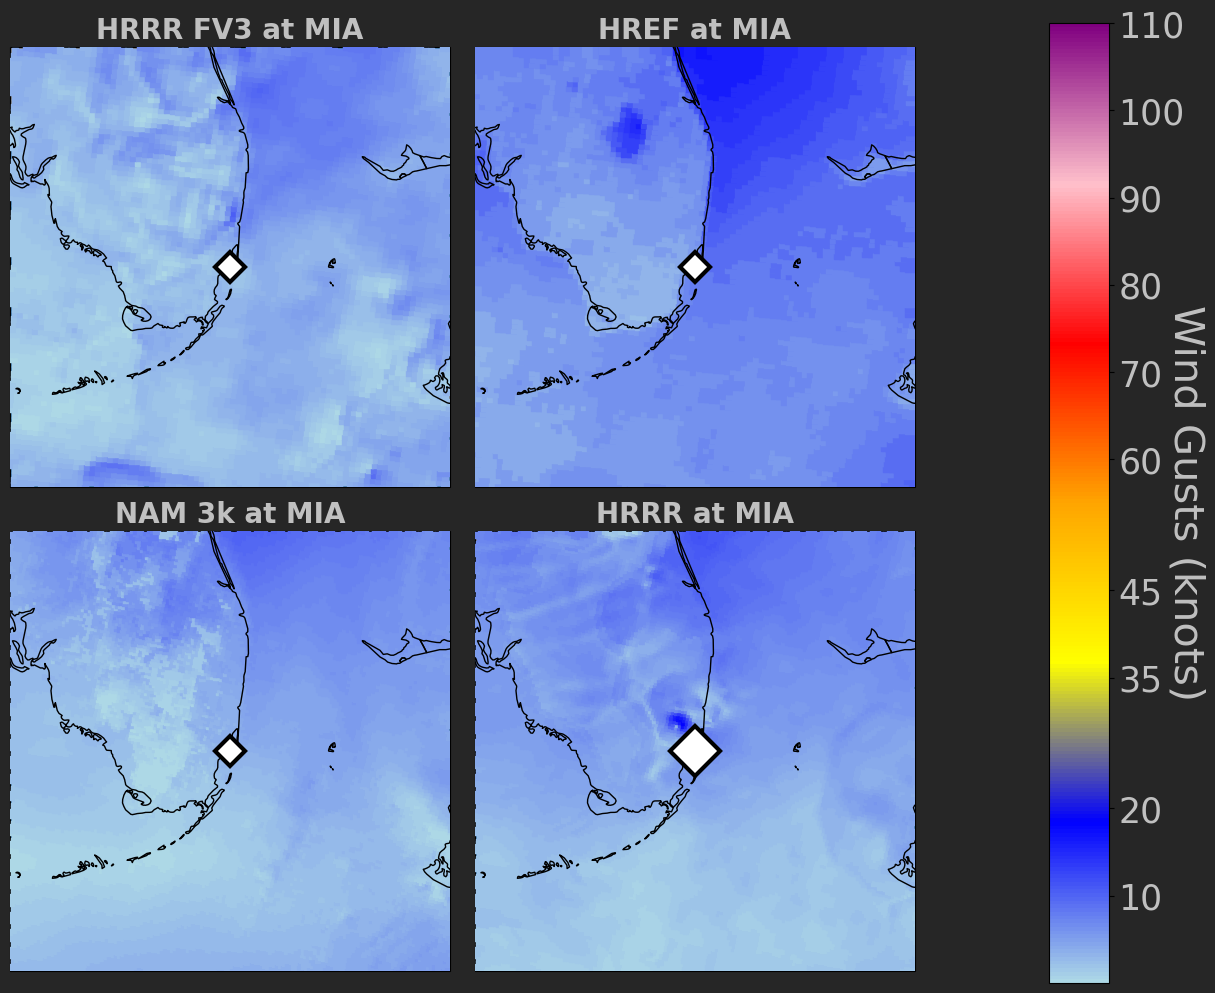 HRRR FV3 at MIA
HREF at MIA
NAM 3k at MIA
HRRR at MIA
110
100
90
80
70
60
45
35
20
10
Wind Gusts (knots)